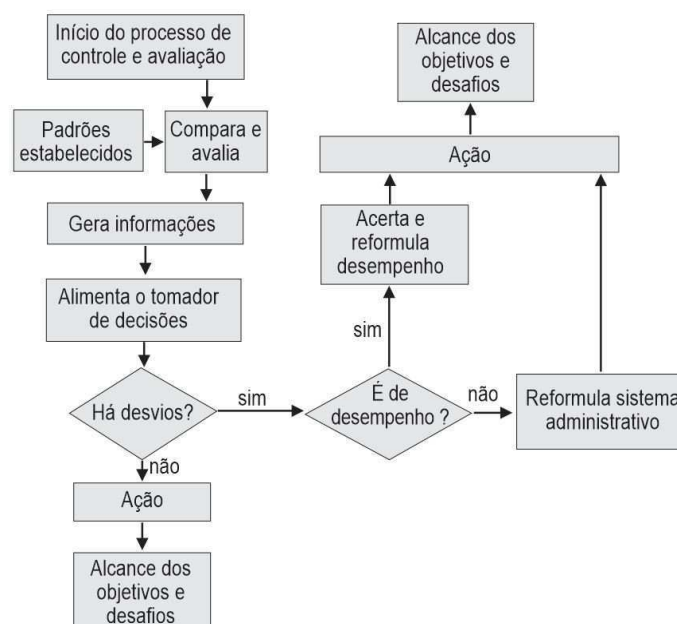 Início do processo de
controle e avaliação
Padrões
estabelecidos
Compara e
avalia
Gera informações
Alimenta o tomador
de decisões
Há desvios?
sim
não
Ação
Alcance dos
objetivos e
desafios
É de
desempenho ?
sim
não
Acerta e
reformula
desempenho
Reformula sistema
administrativo
Ação
Alcance dos
objetivos e
desafios